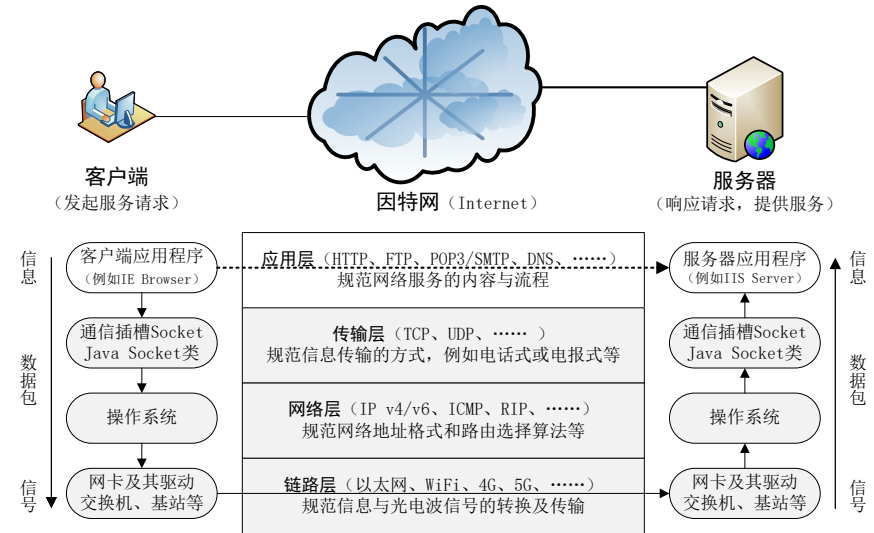 客户端
（发起服务请求）
因特网（Internet）
服务器
（响应请求，提供服务）
信息
客户端应用程序
（例如IE Browser）
应用层（HTTP、FTP、POP3/SMTP、DNS、……）
规范网络服务的内容与流程
服务器应用程序
（例如IIS Server）
信息
通信插槽Socket
Java Socket类
传输层（TCP、UDP、…… ）
规范信息传输的方式，例如电话式或电报式等
通信插槽Socket
Java Socket类
数据包
操作系统
网络层（IP v4/v6、ICMP、RIP、……）
规范网络地址格式和路由选择算法等
操作系统
数据包
信号
网卡及其驱动
交换机、基站等
链路层（以太网、WiFi、4G、5G、……）
规范信息与光电波信号的转换及传输
网卡及其驱动
交换机、基站等
信号